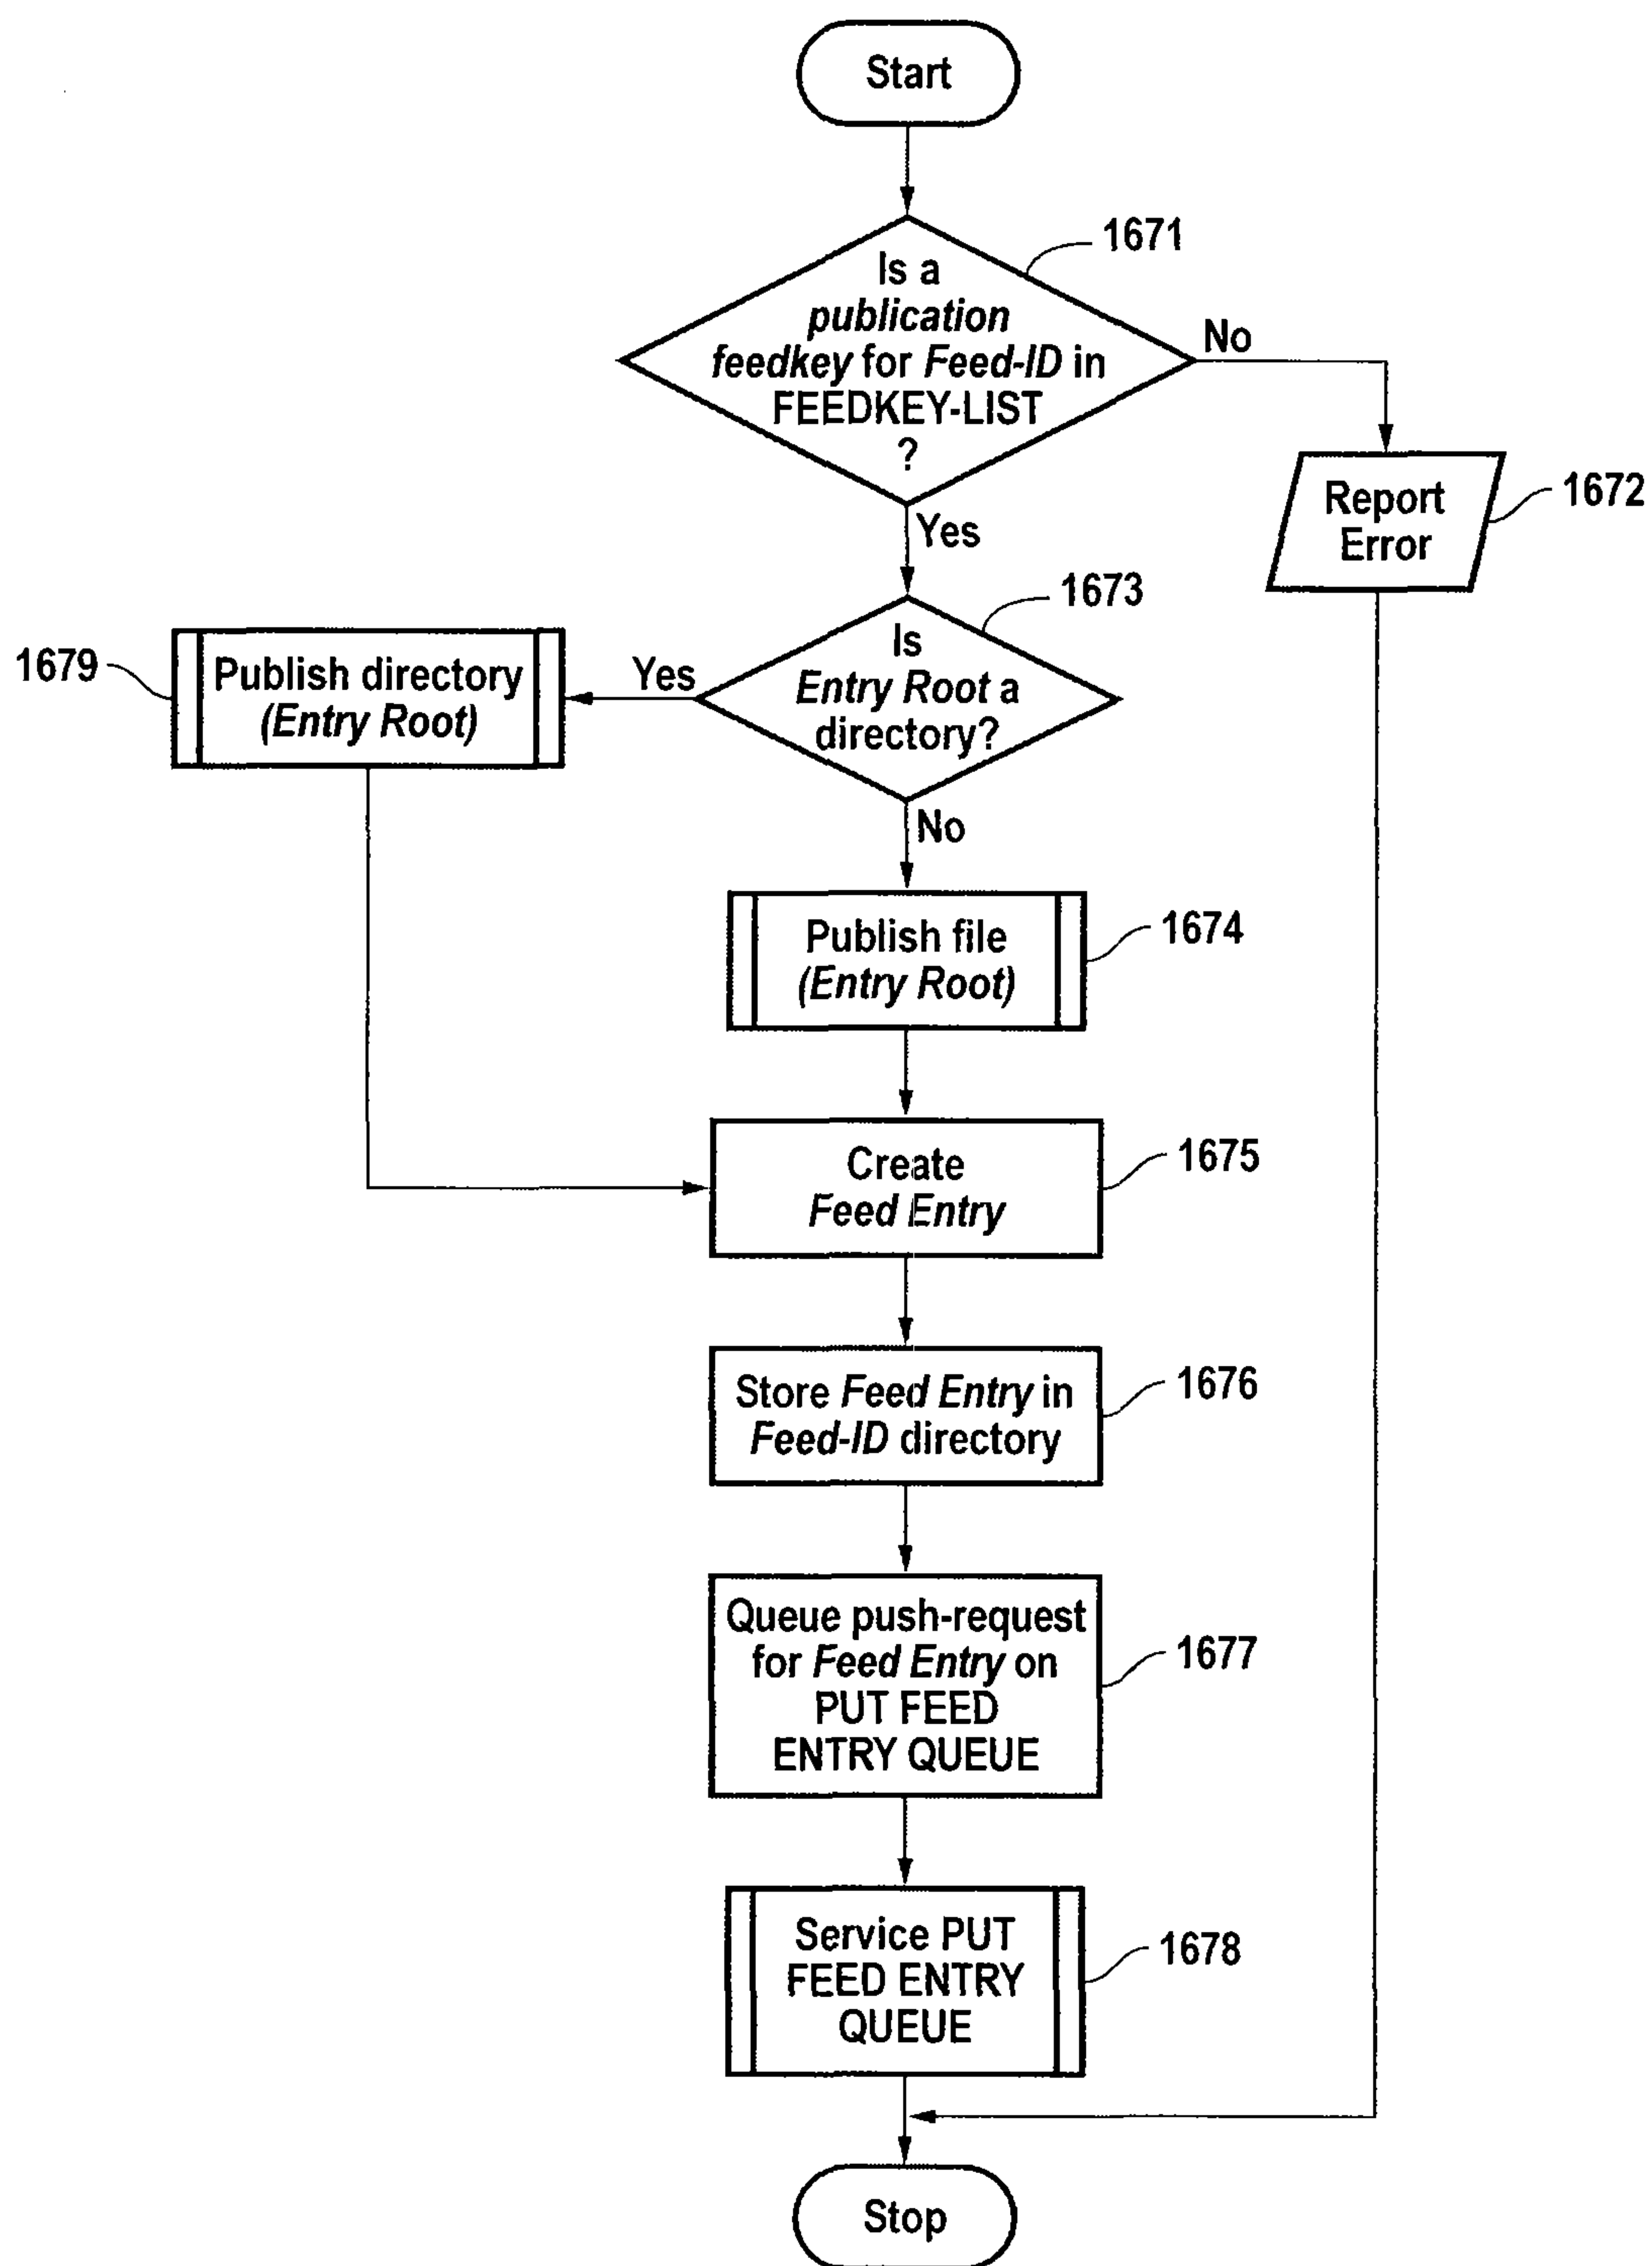 Start
1671
Is a
publication
feedkey for Feed-ID in
FEEDKEY-LIST
?
No
Report
Error
1672
Yes
1673
Is
Entry Root a
directory?
Yes
1679
Publish directory
(Entry Root)
No
Publish file
(Entry Root)
1674
Create
Feed Entry
1675
Store Feed Entry in
Feed-ID directory
1676
Queue push-request
for Feed Entry on
PUT FEED
ENTRY QUEUE
1677
Service PUT
FEED ENTRY
QUEUE
1678
Stop